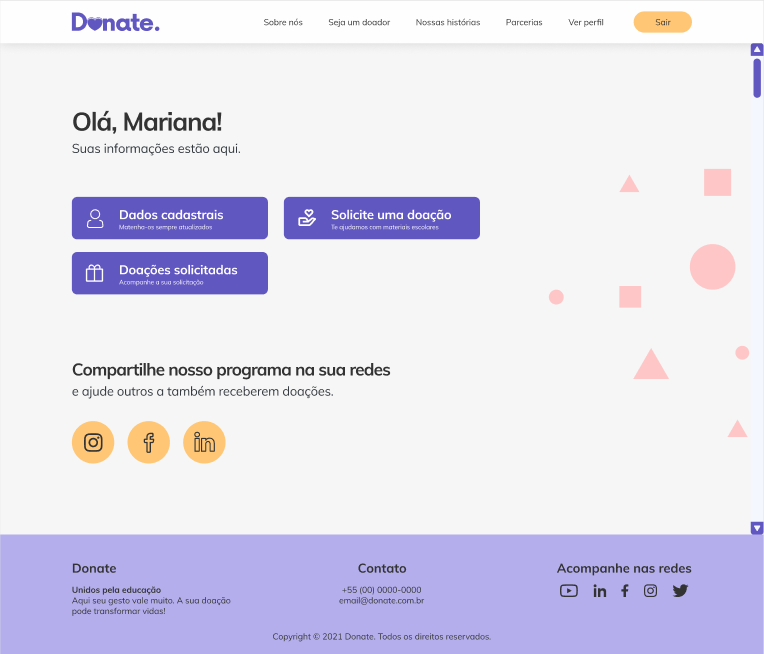 Donate.
Sobre nós
Seja um doador
Nossas histórias
Parcerias
Ver perfil
Sair
Olá, Mariana!
Suas informações estão aqui.
Dados cadastrais
Matenha-os sempre atualizados
Solicite uma doação
Te ajudamos com materiais escolares
Doações solicitadas
Acompanhe a sua solicitação
Compartilhe nosso programa na sua redes
e ajude outros a também receberem doações.
Donate
Unidos pela educação
Aqui seu gesto vale muito. A sua doação
pode transformar vidas!
Contato
+55 (00) 0000-0000
email@donate.com.br
Acompanhe nas redes
Copyright © 2021 Donate. Todos os direitos reservados.